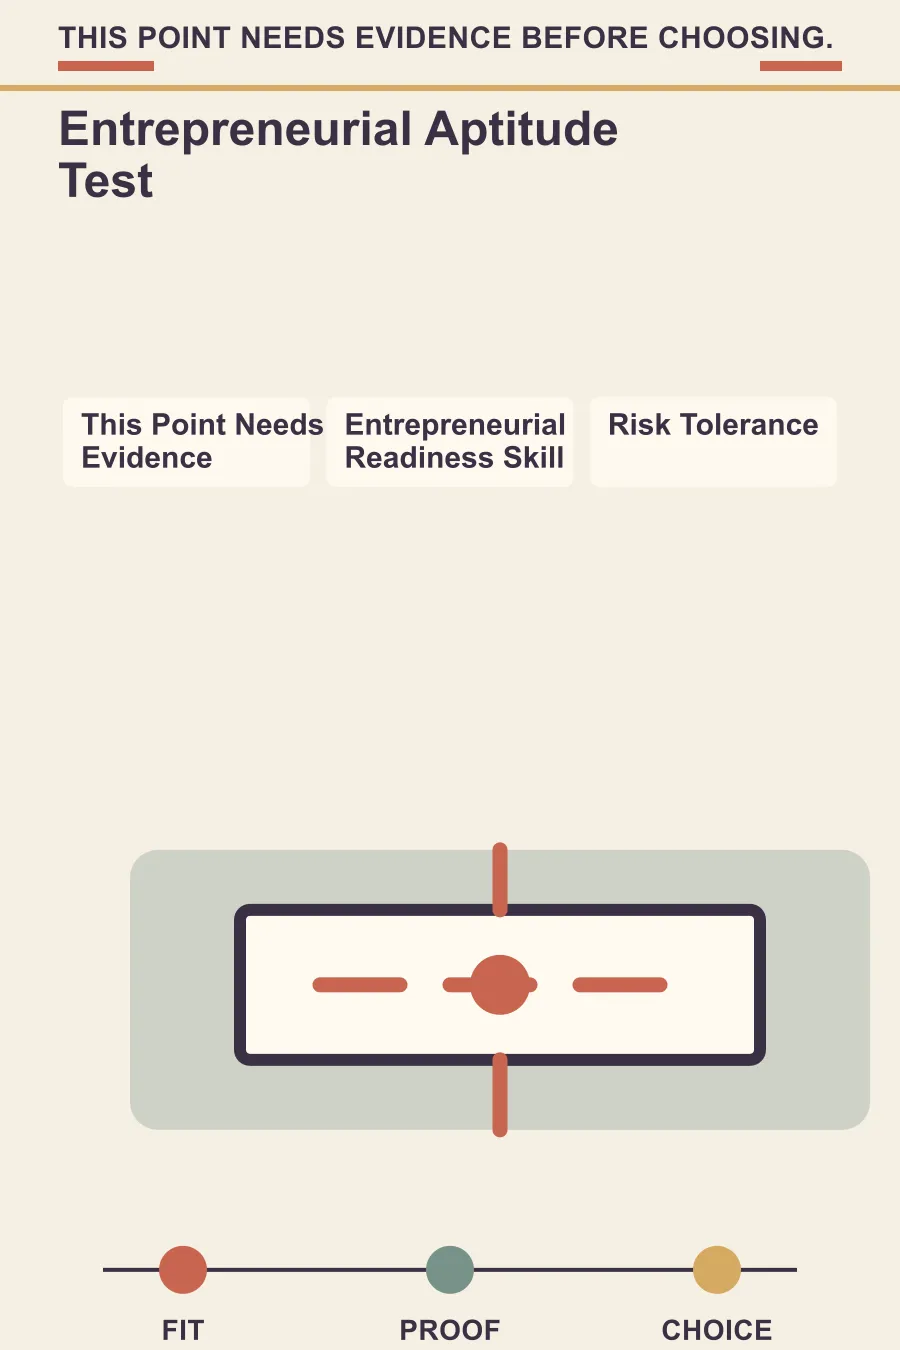 THIS POINT NEEDS EVIDENCE BEFORE CHOOSING.
Entrepreneurial Aptitude
Test
This Point Needs
Evidence
Entrepreneurial
Readiness Skill
Risk Tolerance
FIT
PROOF
CHOICE